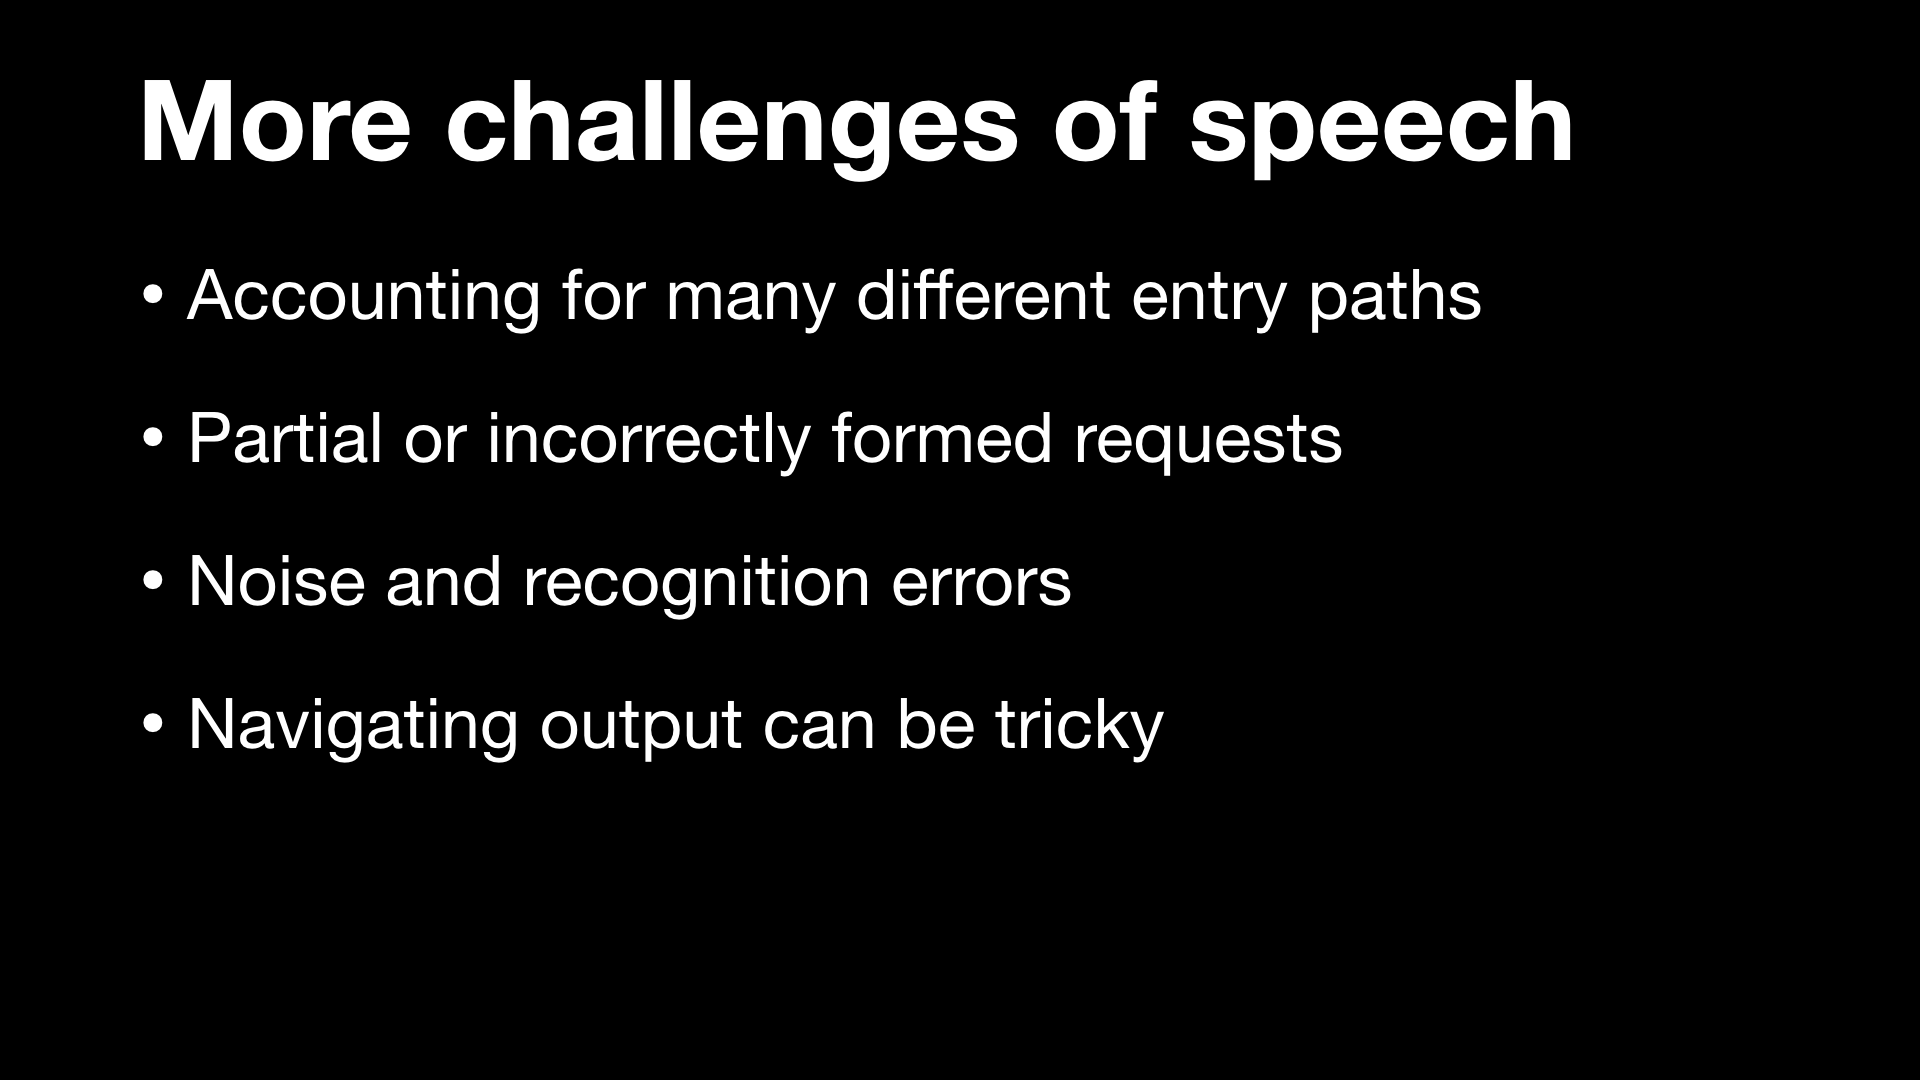 More challenges of speech
• Accounting for many different entry paths
• Partial or incorrectly formed requests
• Noise and recognition errors
• Navigating output can be tricky